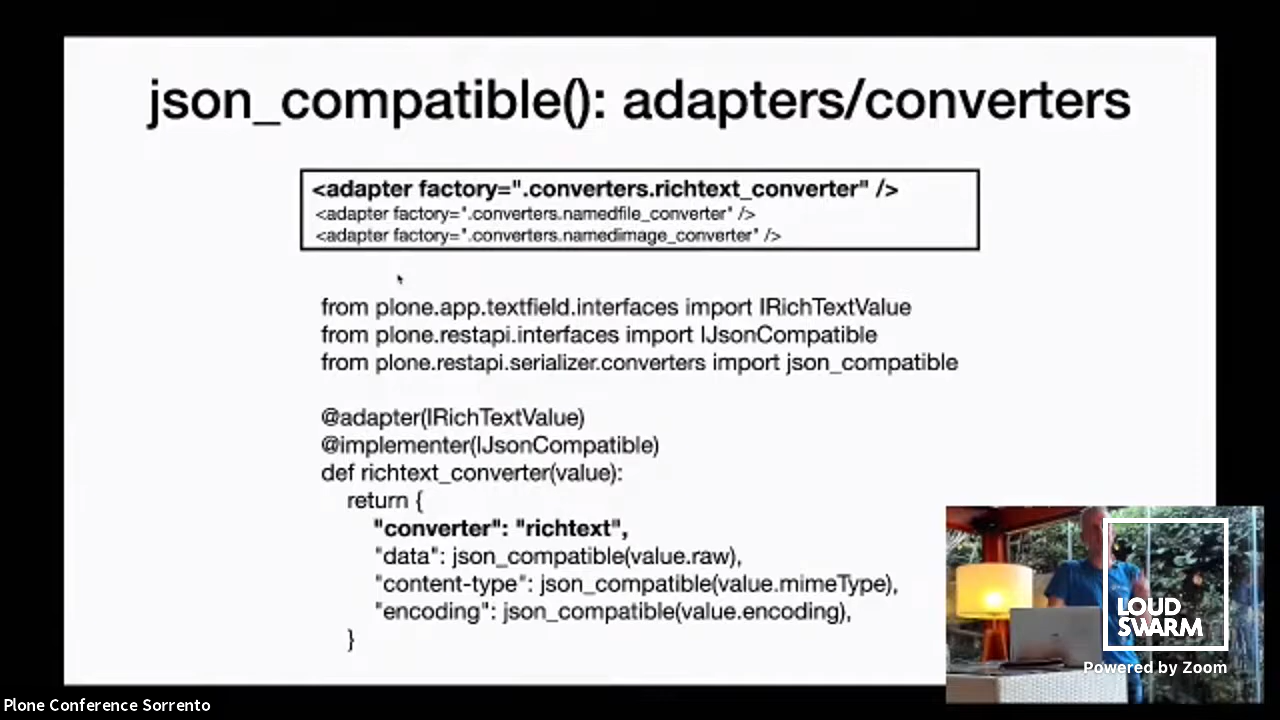 json_compatible(): adapters/converters
<adapter factory=".converters.richtext_converter" />
<adapter factory=".converters.namedfile_converter" />
<adapter factory=".converters.namedimage_converter" />
from plone.app.textfield.interfaces import IRichTextValue
from plone.restapi.interfaces import IJsonCompatible
from plone.restapi.serializer.converters import json_compatible
@adapter(IRichTextValue)
@implementer(IJsonCompatible)
def richtext_converter(value):
return {
"converter": "richtext",
"data": json_compatible(value.raw),
"content-type": json_compatible(value.mimeType),
"encoding": json_compatible(value.encoding),
}
LOUD
SWARM
Powered by Zoom
Plone Conference Sorrento